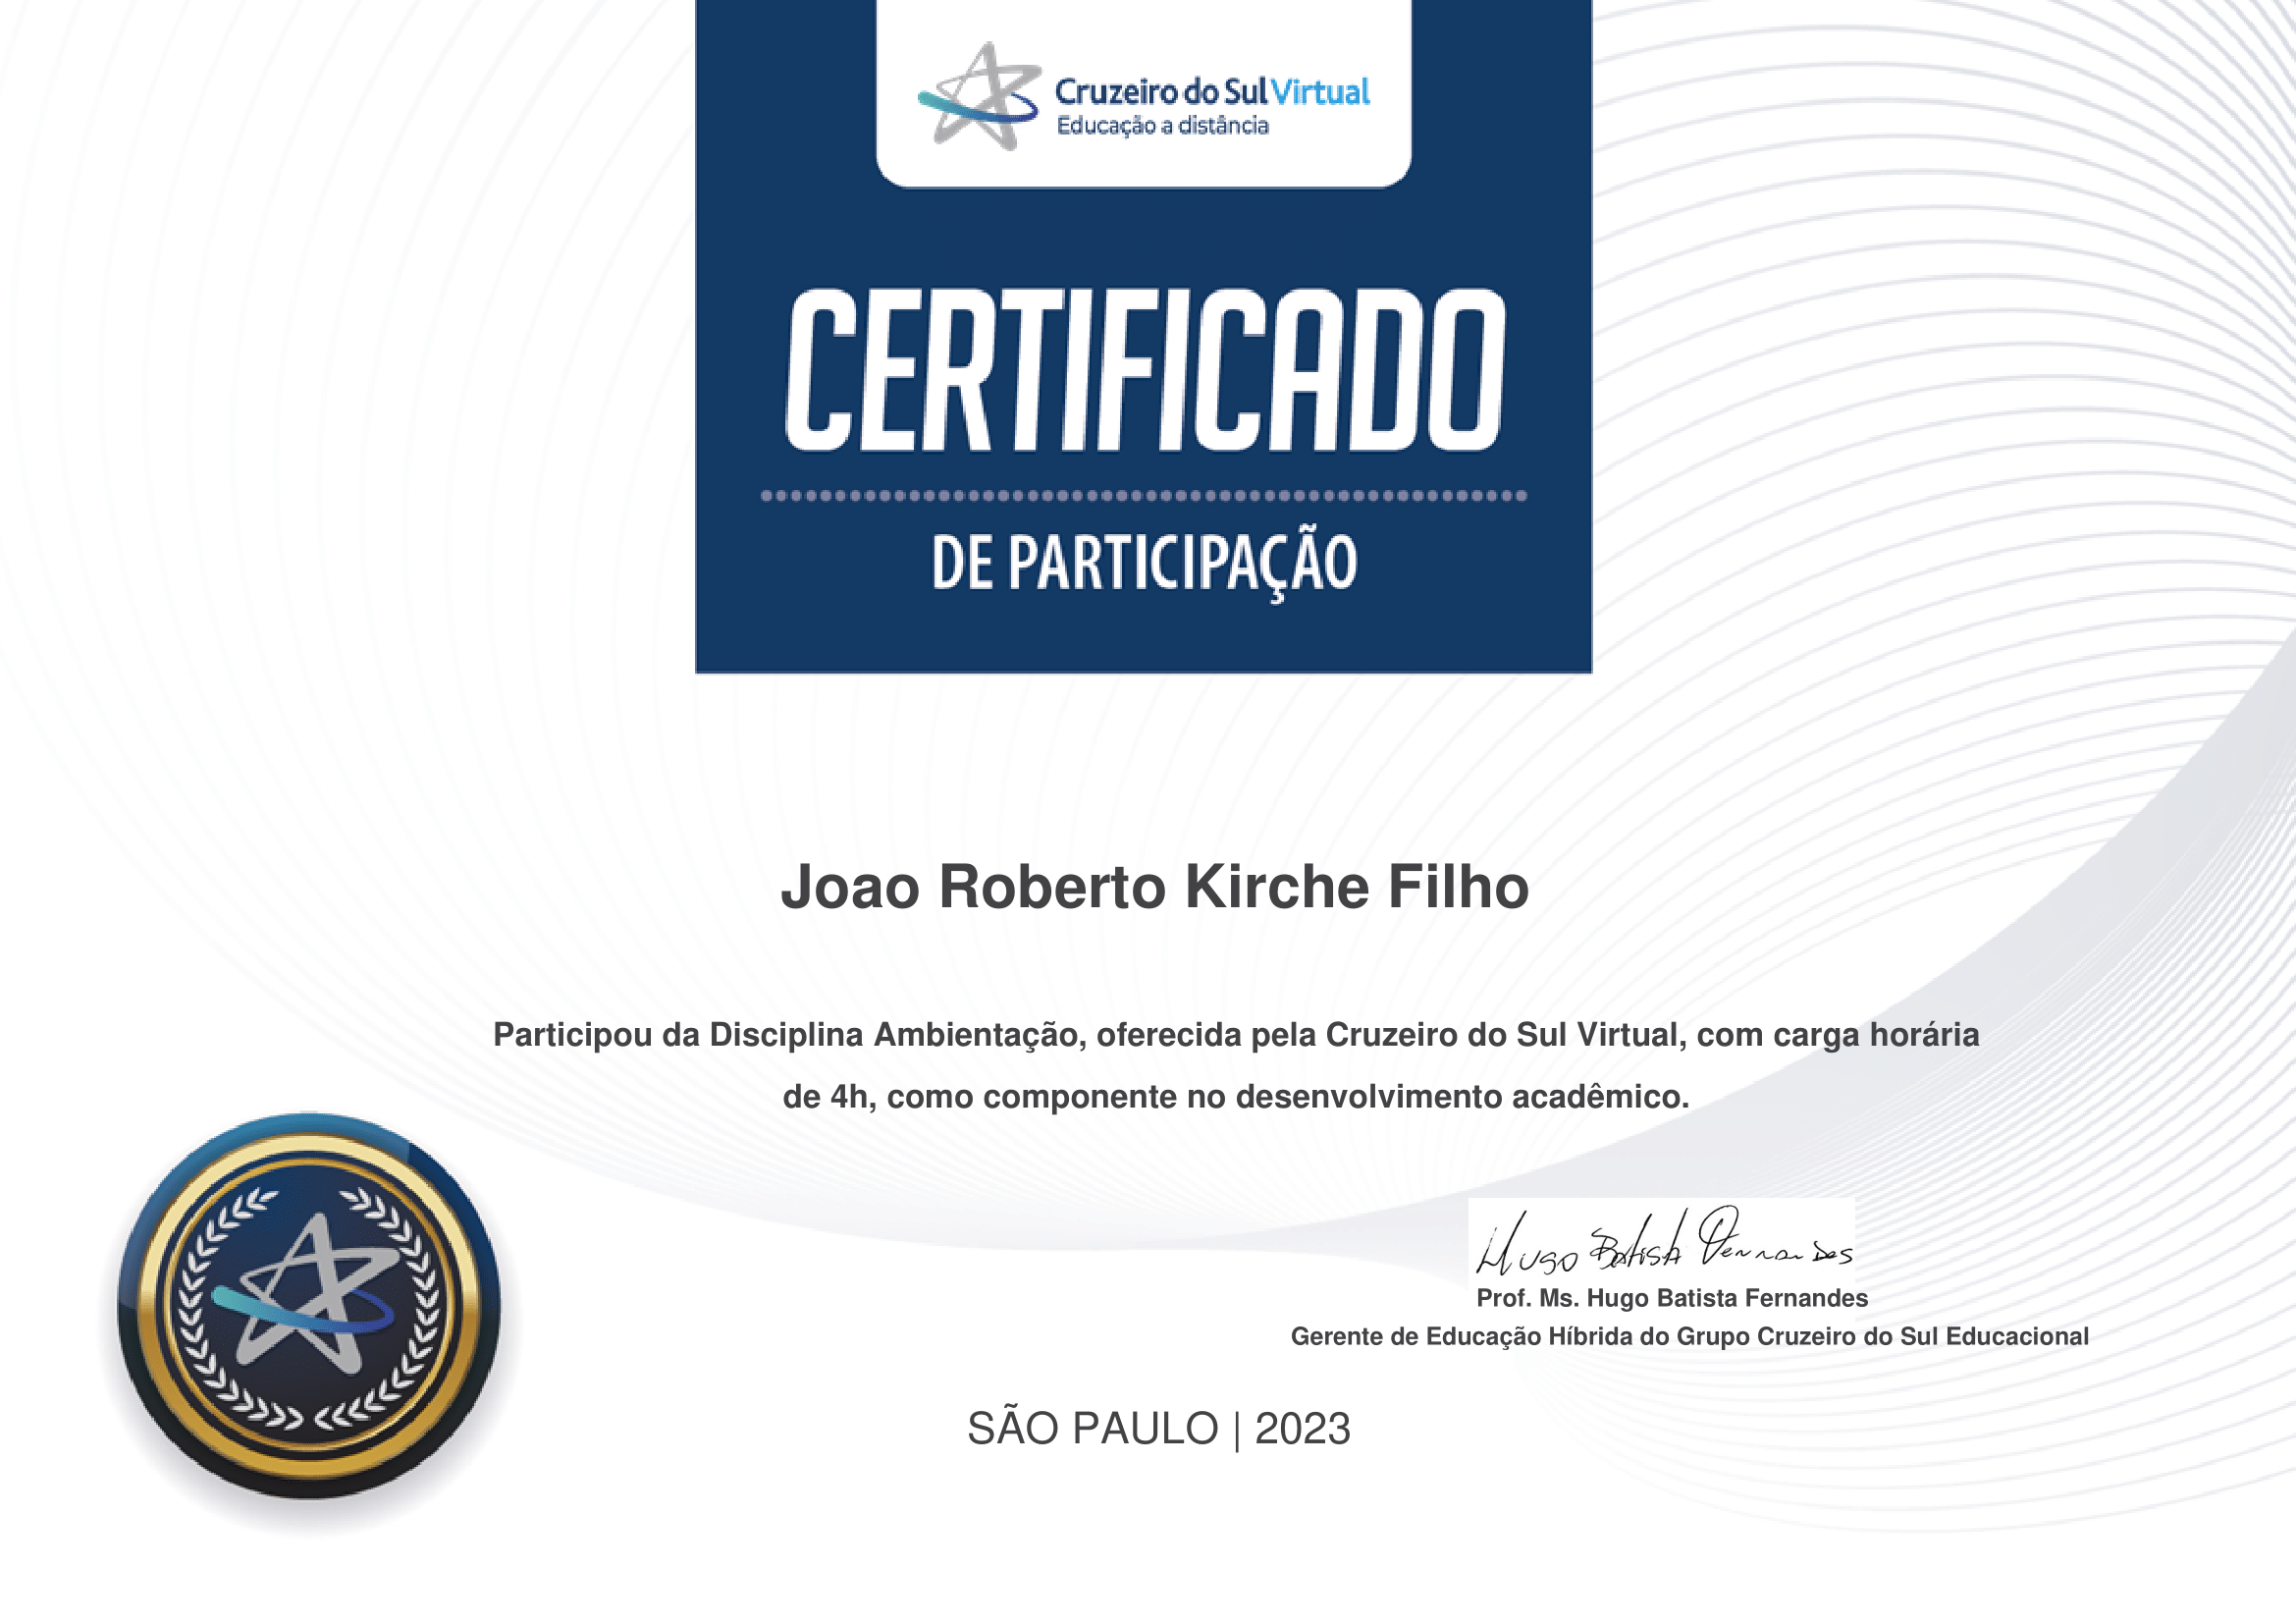 Cruzeiro do Sul Virtual
Educação a distância
CERTIFICADO
DE PARTICIPAÇÃO
Joao Roberto Kirche Filho
Participou da Disciplina Ambientação, oferecida pela Cruzeiro do Sul Virtual, com carga horária
de 4h, como componente no desenvolvimento acadêmico.
Hugo Batista Fernandes
Prof. Ms. Hugo Batista Fernandes
Gerente de Educação Híbrida do Grupo Cruzeiro do Sul Educacional
SÃO PAULO | 2023